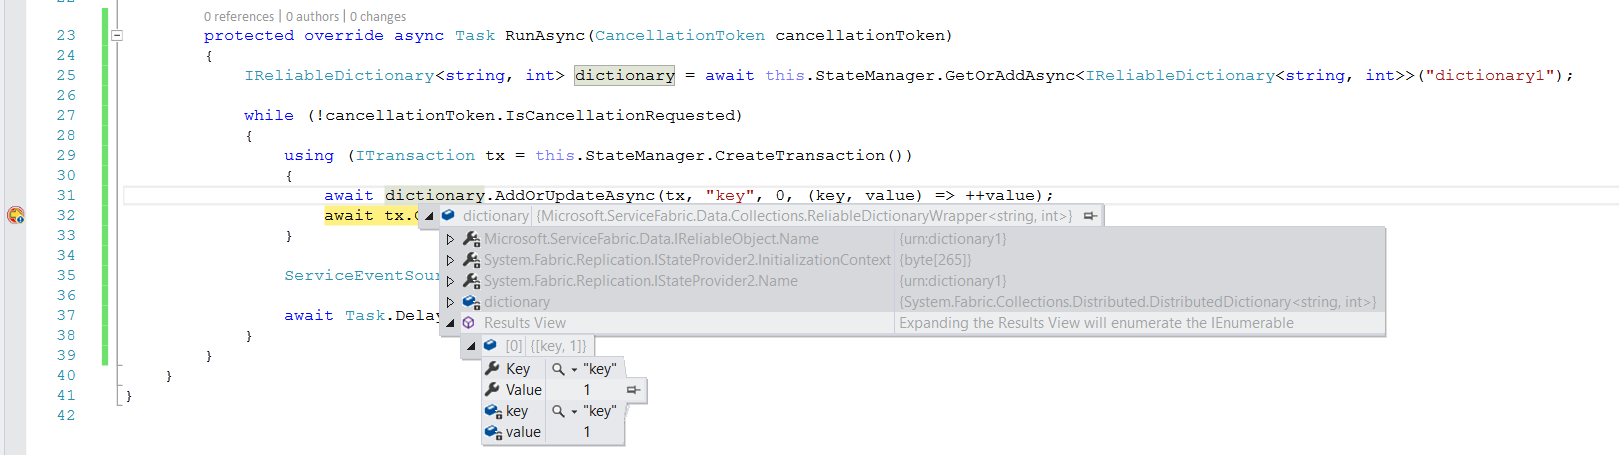 22
0 references | 0 authors | 0 changes
23 protected override async Task RunAsync(CancellationToken cancellationToken)
24 {
25 IReliableDictionary<string, int> dictionary = await this.StateManager.GetOrAddAsync<IReliableDictionary<string, int>>("dictionary1");
26
27 while (!cancellationToken.IsCancellationRequested)
28 {
29 using (ITransaction tx = this.StateManager.CreateTransaction())
30 {
31 await dictionary.AddOrUpdateAsync(tx, "key", 0, (key, value) => ++value);
32 await tx.C
dictionary {Microsoft.ServiceFabric.Data.Collections.ReliableDictionaryWrapper<string, int>}
33 }
Microsoft.ServiceFabric.Data.IReliableObject.Name {urn:dictionary1}
34
System.Fabric.Replication.IStateProvider2.InitializationContext {byte[265]}
35 ServiceEventSour
System.Fabric.Replication.IStateProvider2.Name {urn:dictionary1}
36
dictionary {System.Fabric.Collections.Distributed.DistributedDictionary<string, int>}
37 await Task.Delay
Results View Expanding the Results View will enumerate the IEnumerable
38 }
[0] {[key, 1]}
39 }
Key "key"
40 }
Value 1
41 }
key "key"
42
value 1